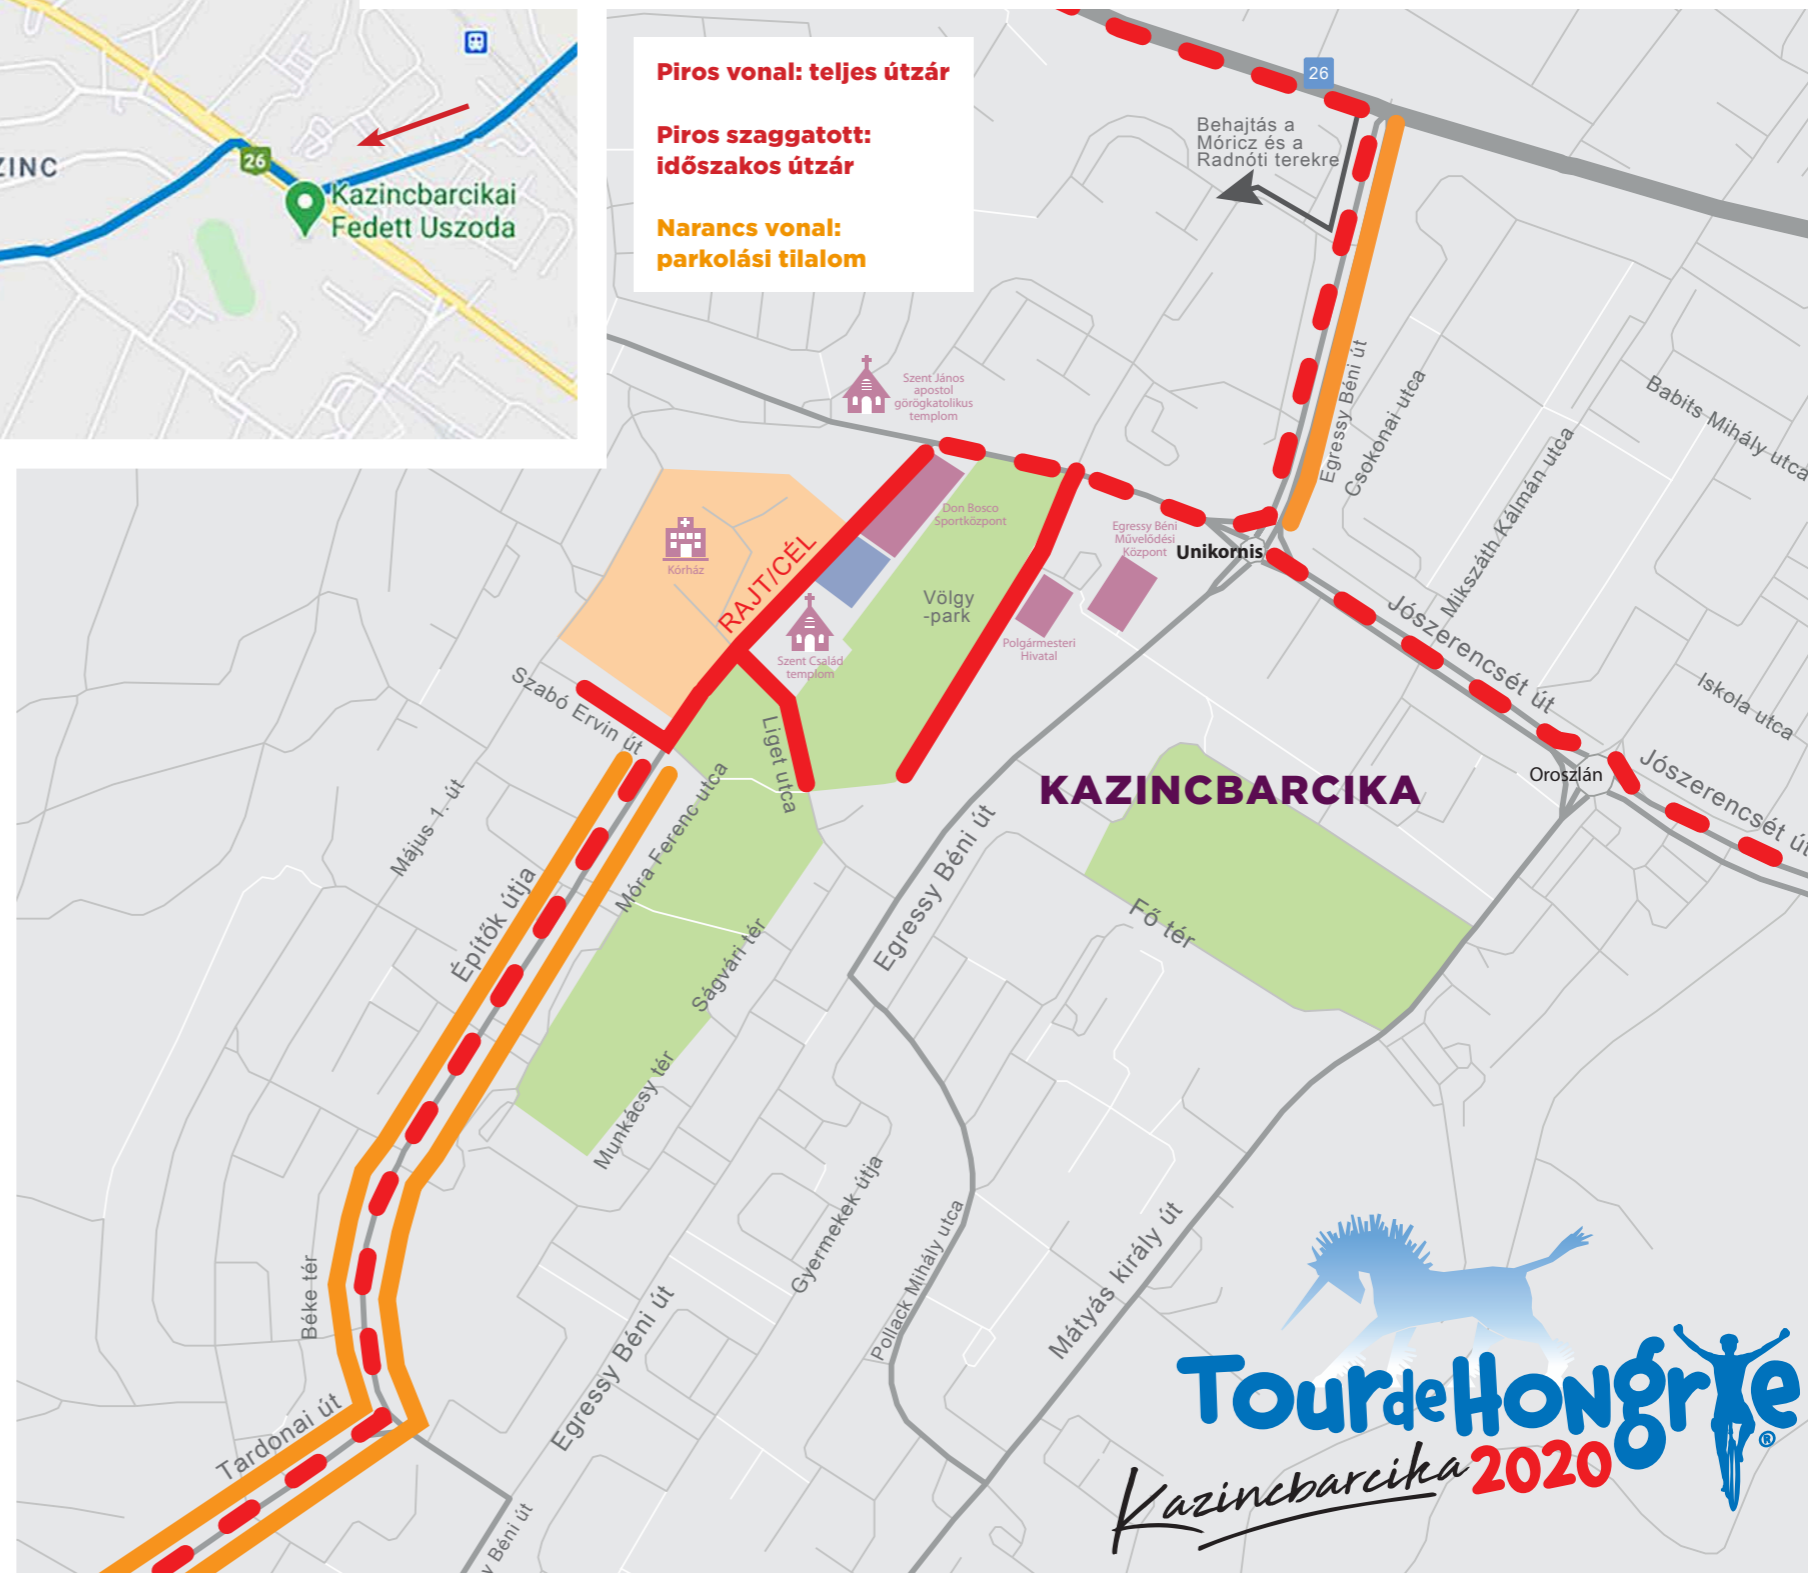 ZINC
26
Kazincbarcikai
Fedett Uszoda
Piros vonal: teljes útzár
Piros szaggatott:
időszakos útzár
Narancs vonal:
parkolási tilalom
26
Behajtás a
Móricz és a
Radnóti terekre
Szent János
apostol
görögkatolikus
templom
Egressy Béni út
Csokonai utca
Mikszáth Kálmán utca
Babits Mihály utca
Kórház
RAJT/CÉL
Don Bosco
Sportközpont
Egressy Béni
Művelődési
Központ
Unikornis
Völgy
-park
Polgármesteri
Hivatal
Szent Család
templom
Szabó Ervin út
Liget utca
Jószerencsét út
Iskola utca
Oroszlán
Jószerencsét út
KAZINCBARCIKA
Május 1. út
Építők útja
Móra Ferenc utca
Ságvári tér
Munkácsy tér
Egressy Béni út
Fő tér
Béke tér
Tardonai út
Egressy Béni út
Gyermekek útja
Pollack Mihály utca
Mátyás király út
y Béni út
Tour de Hongrie
®
Kazincbarcika 2020